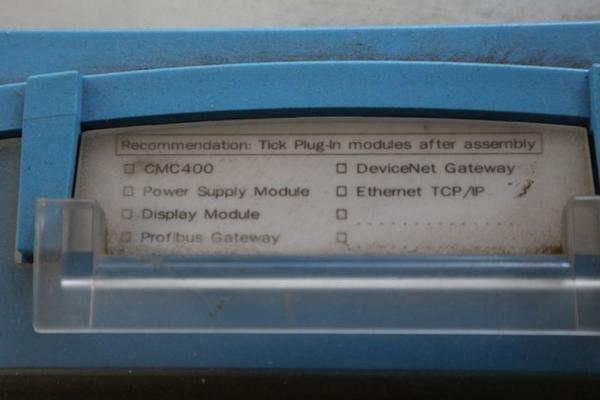 Recommendation: Tick Plug-In modules after assembly
☐ CMC400
☐ Power Supply Module
☐ Display Module
☐ Profibus Gateway
☐ DeviceNet Gateway
☐ Ethernet TCP/IP
☐
☐